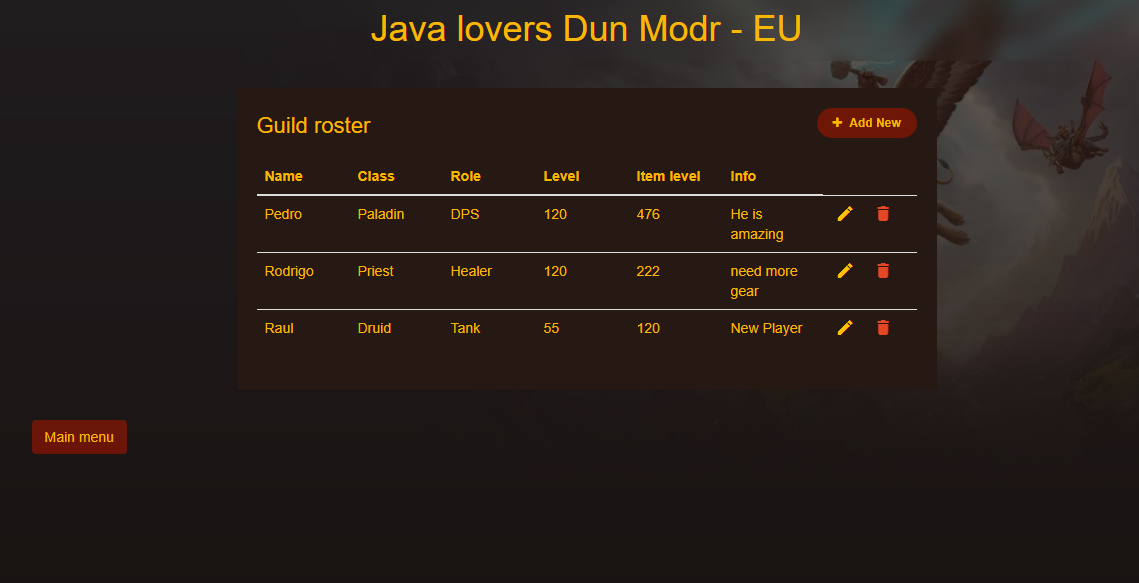 Java lovers Dun Modr - EU
Guild roster
+ Add New
Name Class Role Level Item level Info
Pedro Paladin DPS 120 476 He is
amazing
Rodrigo Priest Healer 120 222 need more
gear
Raul Druid Tank 55 120 New Player
Main menu